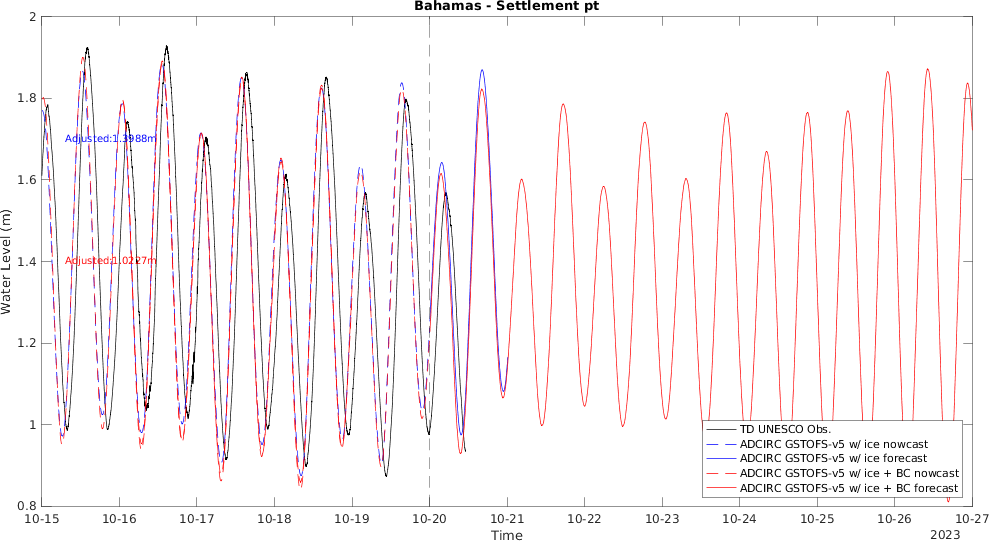 Bahamas - Settlement pt
Water Level (m)
2
1.8
1.6
1.4
1.2
1
0.8
Adjusted:1.3988m
Adjusted:1.0227m
TD UNESCO Obs.
ADCIRC GSTOFS-v5 w/ ice nowcast
ADCIRC GSTOFS-v5 w/ ice forecast
ADCIRC GSTOFS-v5 w/ ice + BC nowcast
ADCIRC GSTOFS-v5 w/ ice + BC forecast
10-15 10-16 10-17 10-18 10-19 10-20 10-21 10-22 10-23 10-24 10-25 10-26 10-27
Time
2023